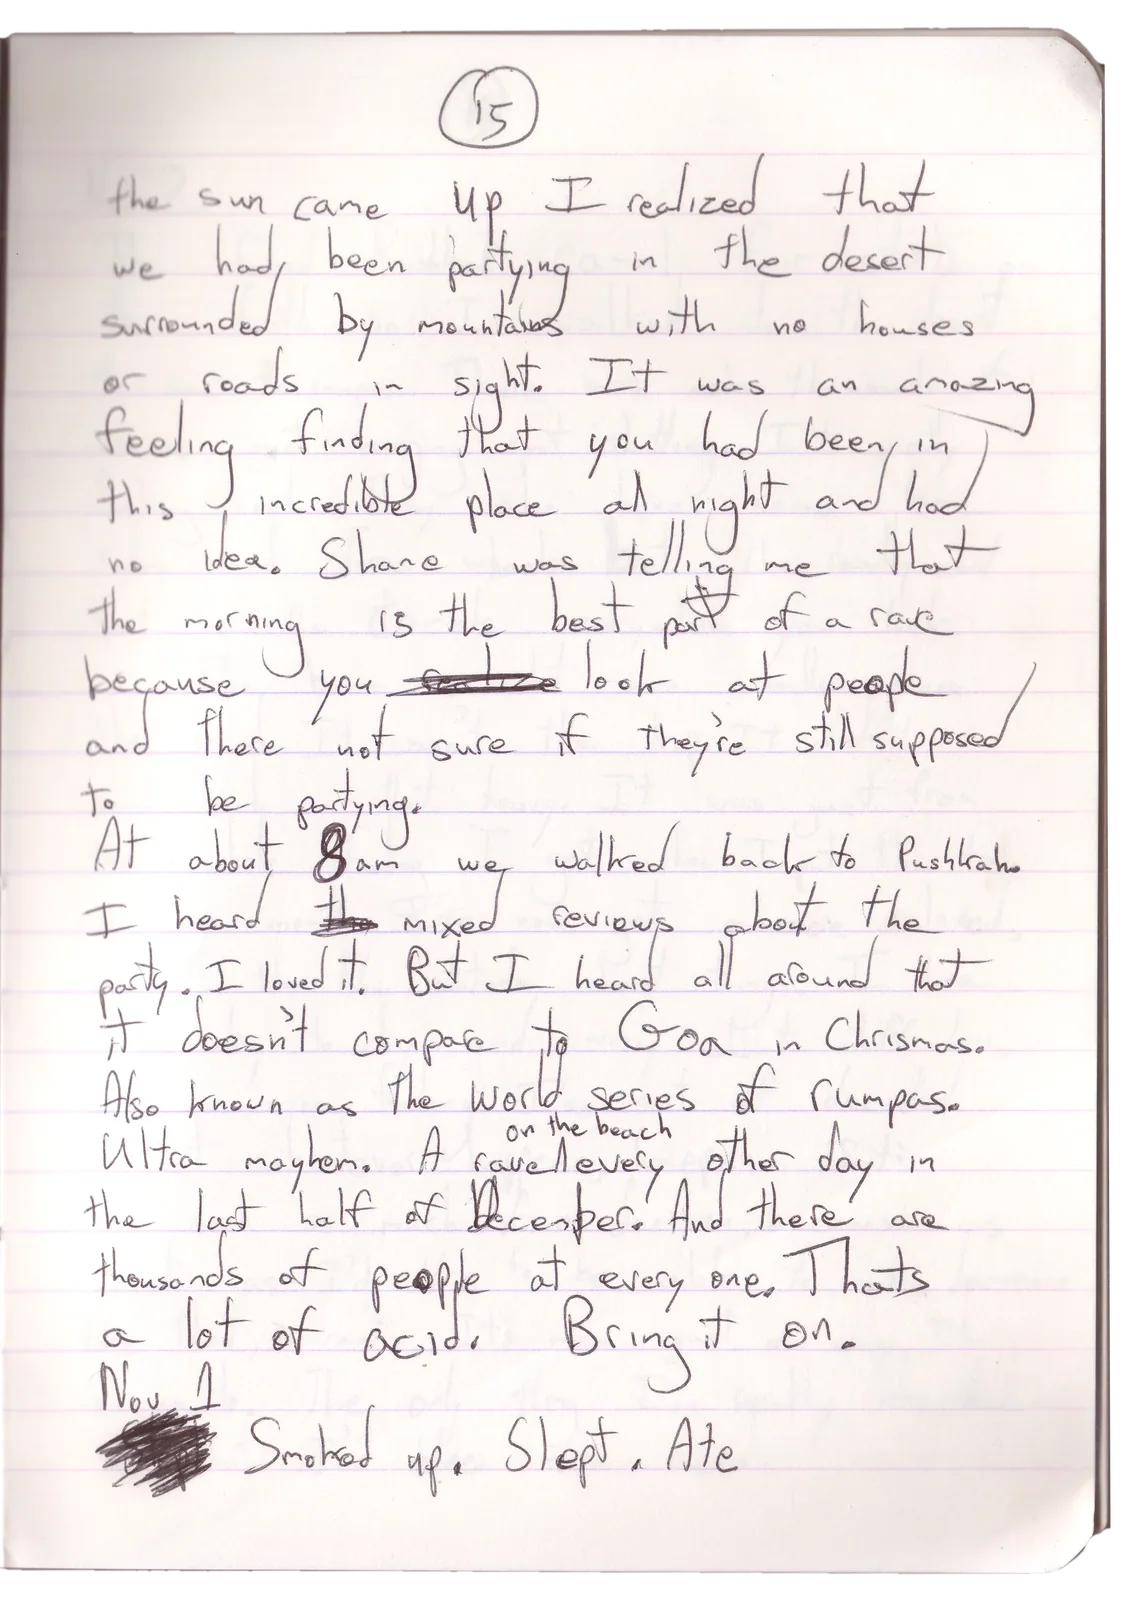 15
the sun came up I realized that
we had been partying in the desert
surrounded by mountains with no houses
or roads in sight. It was an amazing
feeling finding that you had been in
this incredible place all night and had
no idea. Shane was telling me that
the morning is the best part of a rave
because you realize look at people
and there not sure if they're still supposed
to be partying.
At about 8am we walked back to Pushkah.
I heard the mixed reviews about the
party. I loved it. But I heard all around that
it doesn't compare to Goa in Chrismas.
Also known as the world series of rumpas.
on the beach
Ultra mayhem. A rave every other day in
the last half of December. And there are
thousands of people at every one. Thats
a lot of acid. Bring it on.
Nov 1
Smoked up. Slept. Ate